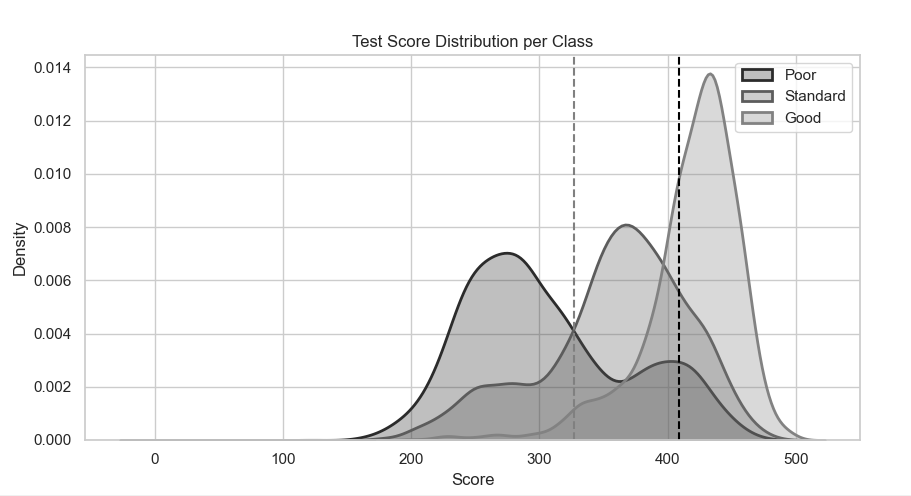 Test Score Distribution per Class
0.014
0.012
0.010
0.008
0.006
0.004
0.002
0.000
Density
Poor
Standard
Good
0 100 200 300 400 500
Score